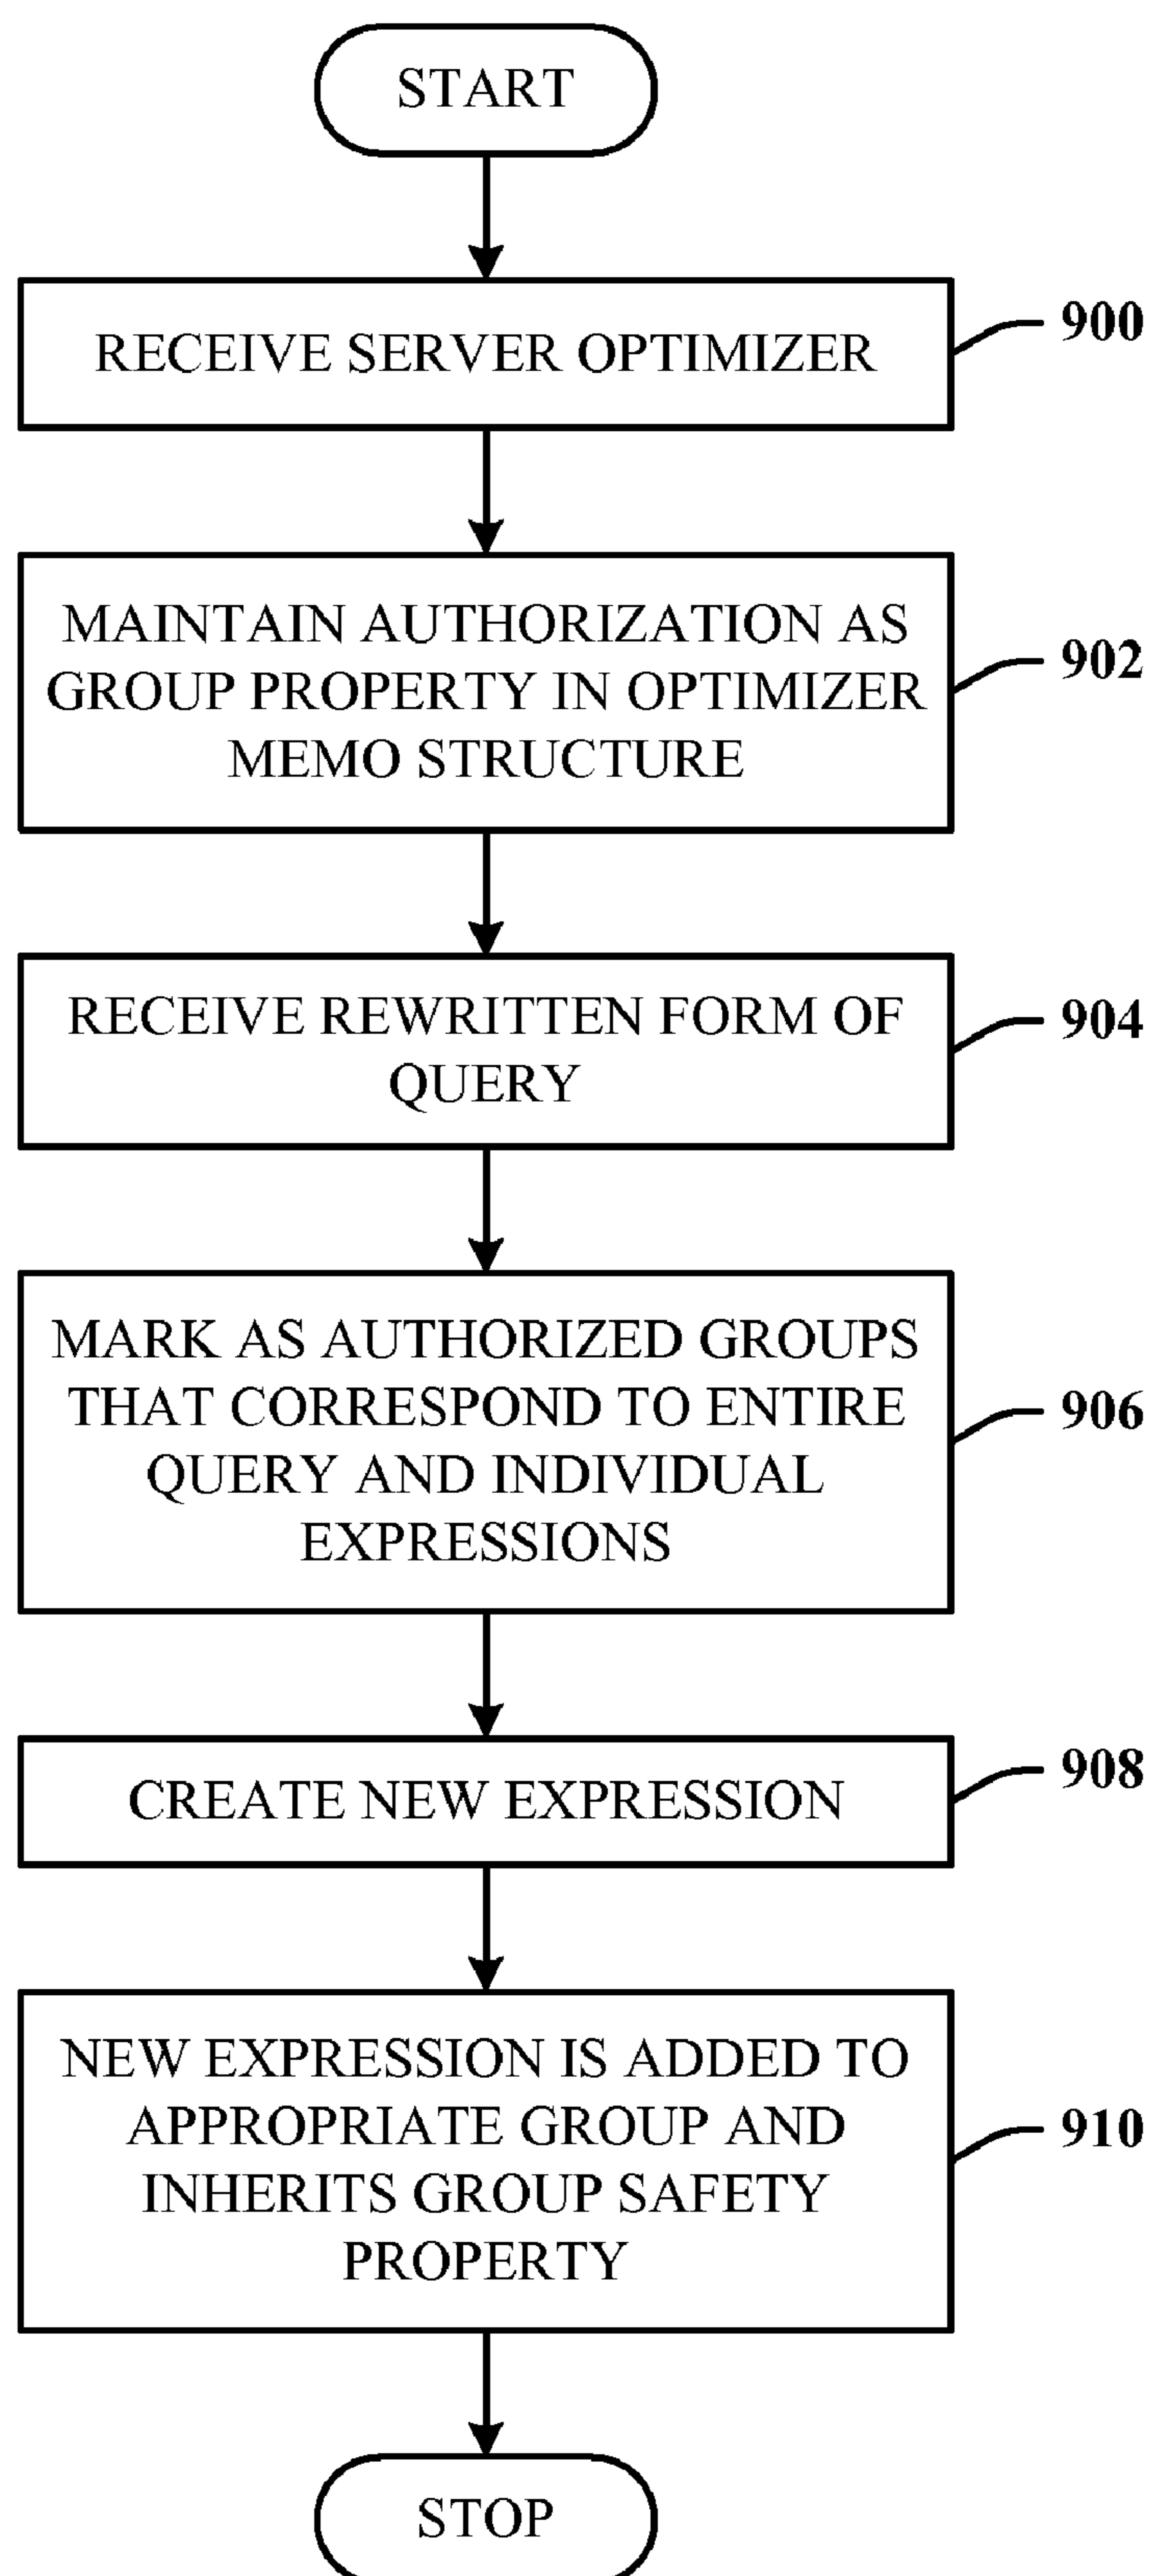 START
RECEIVE SERVER OPTIMIZER
900
MAINTAIN AUTHORIZATION AS
GROUP PROPERTY IN OPTIMIZER
MEMO STRUCTURE
902
RECEIVE REWRITTEN FORM OF
QUERY
904
MARK AS AUTHORIZED GROUPS
THAT CORRESPOND TO ENTIRE
QUERY AND INDIVIDUAL
EXPRESSIONS
906
CREATE NEW EXPRESSION
908
NEW EXPRESSION IS ADDED TO
APPROPRIATE GROUP AND
INHERITS GROUP SAFETY
PROPERTY
910
STOP